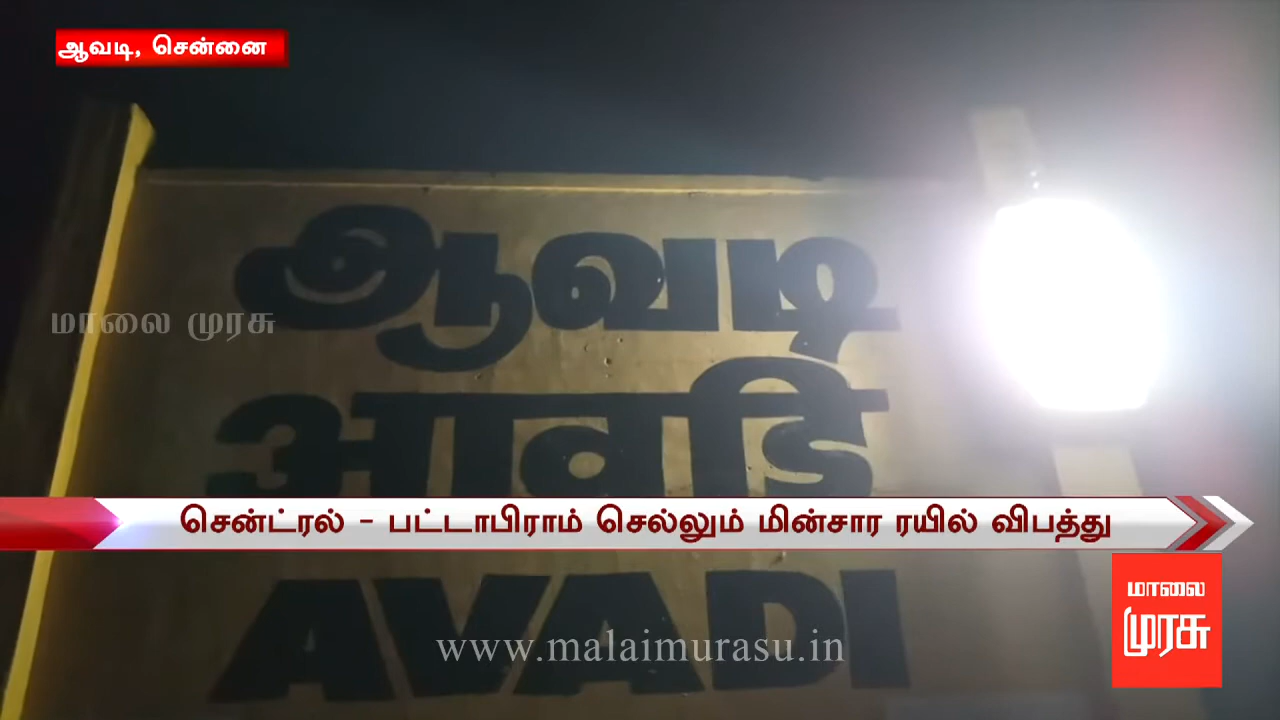 ஆவடி, சென்னை
ஆவடி
மாலை முரசு
आवडि
சென்ட்ரல் - பட்டாபிராம் செல்லும் மின்சார ரயில் விபத்து
மாலை
முரசு
AVADI
www.malaimurasu.in